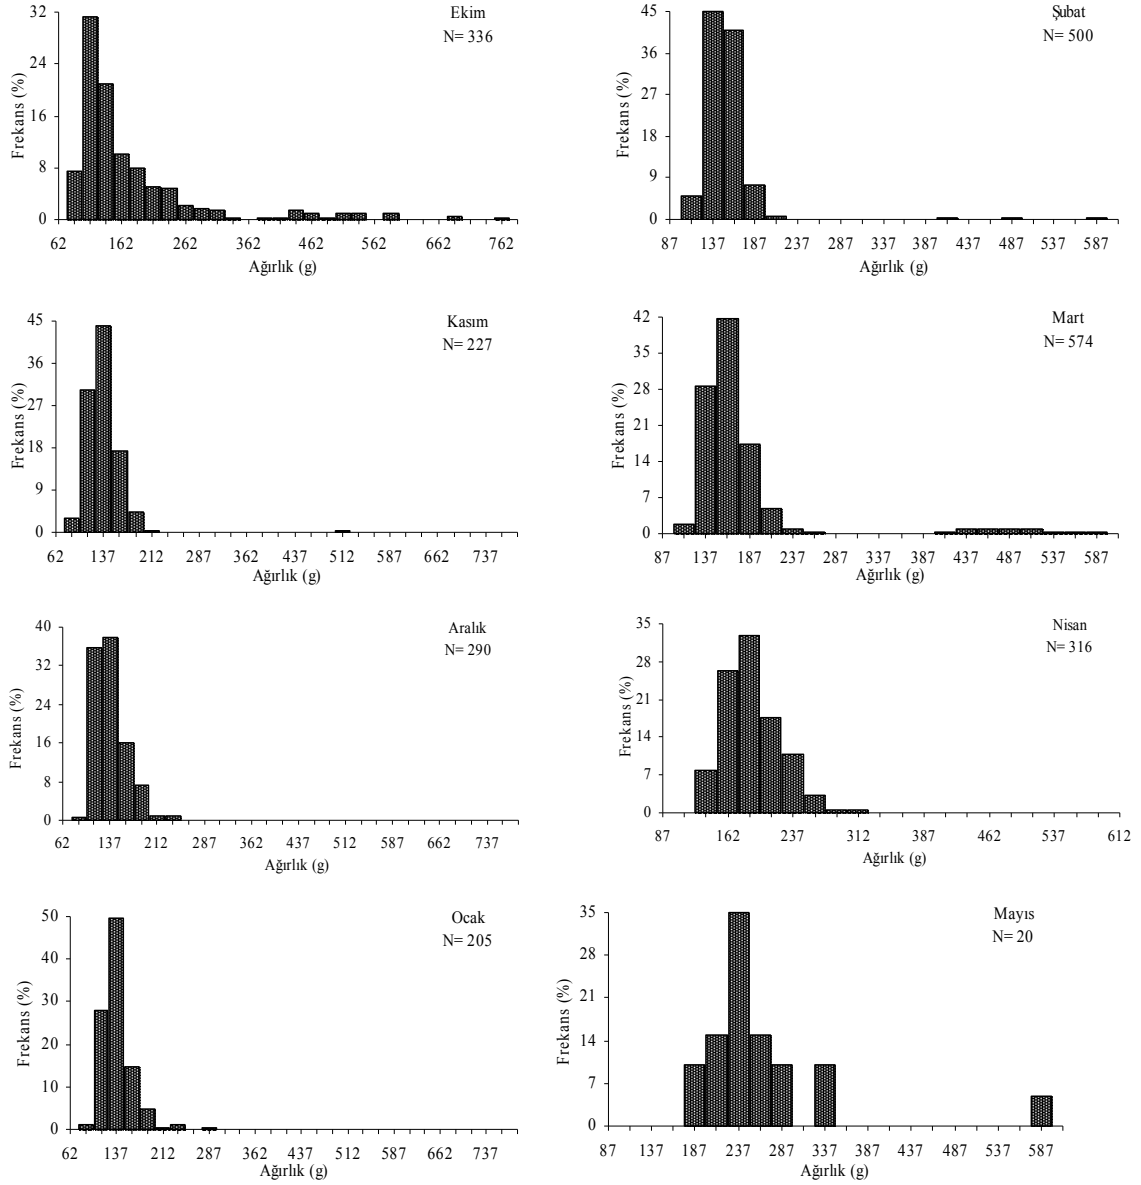 Ekim
N= 336
Frekans (%)
32
24
16
8
0
62 162 262 362 462 562 662 762
Ağırlık (g)
Şubat
N= 500
Frekans (%)
45
36
27
18
9
0
87 137 187 237 287 337 387 437 487 537 587
Ağırlık (g)
Kasım
N= 227
Frekans (%)
45
36
27
18
9
0
62 137 212 287 362 437 512 587 662 737
Ağırlık (g)
Mart
N= 574
Frekans (%)
42
35
28
21
14
7
0
87 137 187 237 287 337 387 437 487 537 587
Ağırlık (g)
Aralık
N= 290
Frekans (%)
40
32
24
16
8
0
62 137 212 287 362 437 512 587 662 737
Ağırlık (g)
Nisan
N= 316
Frekans (%)
35
28
21
14
7
0
87 162 237 312 387 462 537 612
Ağırlık (g)
Ocak
N= 205
Frekans (%)
50
40
30
20
10
0
62 137 212 287 362 437 512 587 662 737
Ağırlık (g)
Mayıs
N= 20
Frekans (%)
35
28
21
14
7
0
87 137 187 237 287 337 387 437 487 537 587
Ağırlık (g)